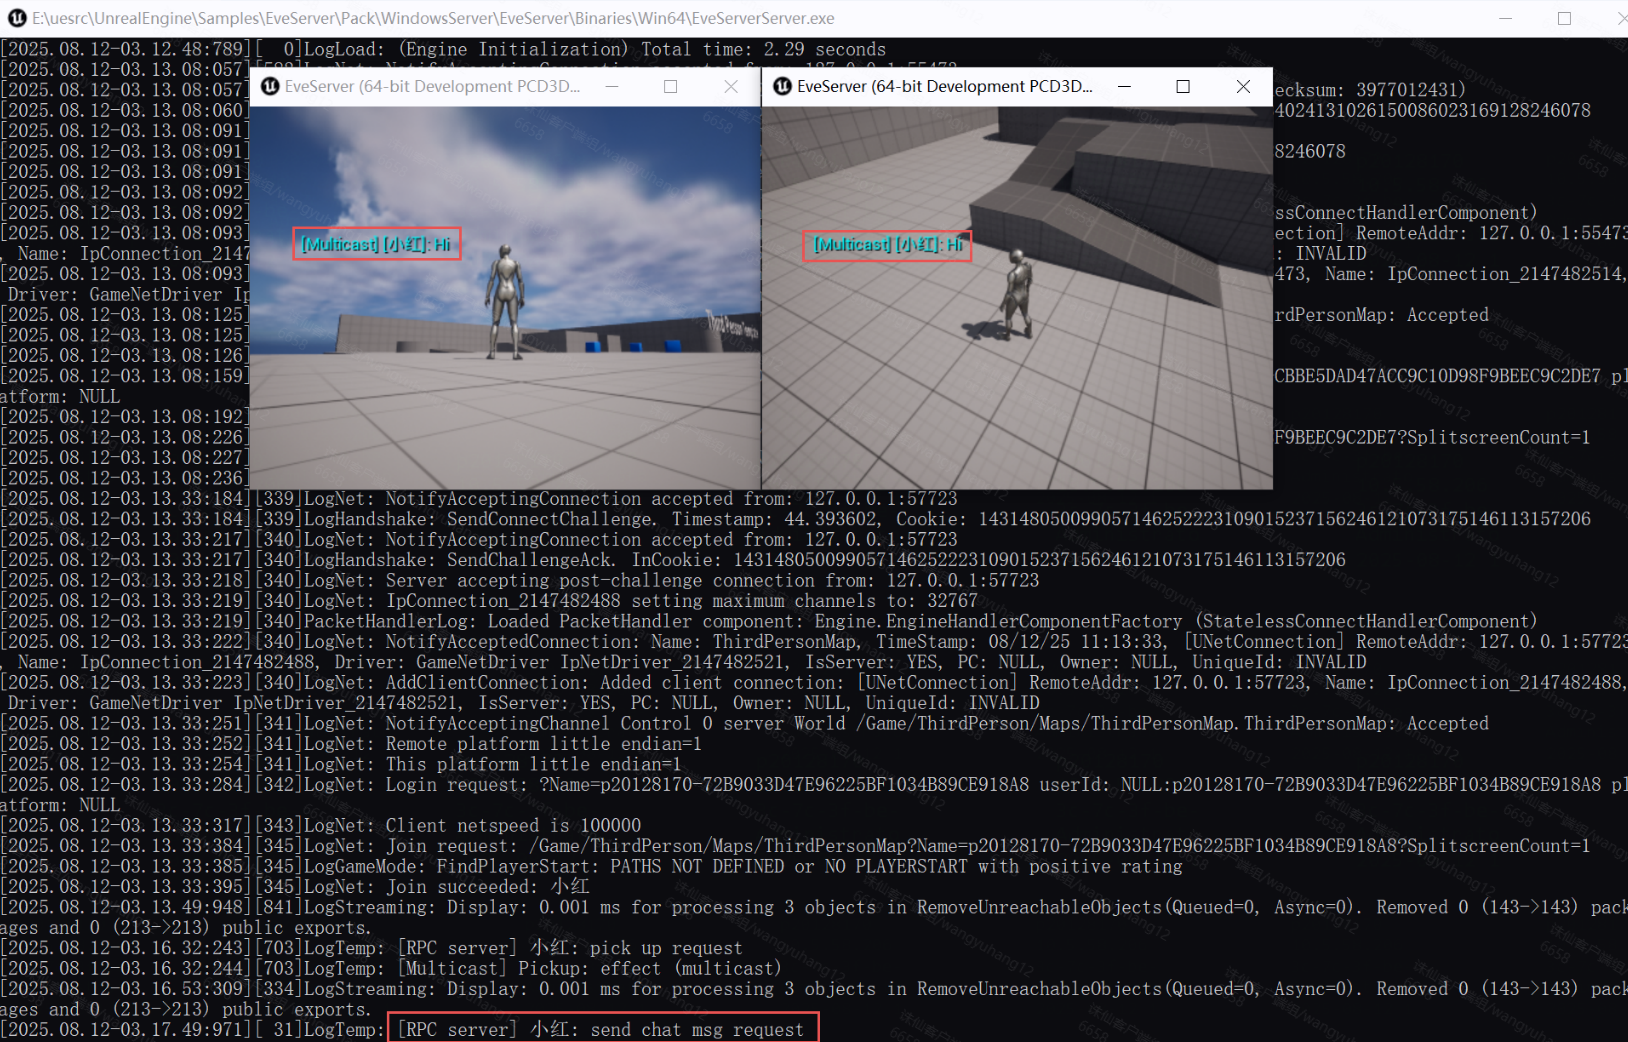 E:\uesrc\UnrealEngine\Samples\EveServer\Pack\WindowsServer\EveServer\Binaries\Win64\EveServerServer.exe
[2025.08.12-03.12.48:789][  0]LogLoad: (Engine Initialization) Total time: 2.29 seconds
[2025.08.12-03.13.08:057]
EveServer (64-bit Development PCD3D...
EveServer (64-bit Development PCD3D...
[2025.08.12-03.13.08:057] ecksum: 3977012431)
[2025.08.12-03.13.08:060] 402413102615008602316912824607​8
[2025.08.12-03.13.08:091]
[2025.08.12-03.13.08:091] 8246078
[2025.08.12-03.13.08:091]
[2025.08.12-03.13.08:092]
[2025.08.12-03.13.08:092] ssConnectHandlerComponent)
[2025.08.12-03.13.08:093] ection] RemoteAddr: 127.0.0.1:55473
, Name: IpConnection_2147 : INVALID
[2025.08.12-03.13.08:093] 473, Name: IpConnection_2147482514,
Driver: GameNetDriver Ip
[2025.08.12-03.13.08:125] rdPersonMap: Accepted
[2025.08.12-03.13.08:125]
[2025.08.12-03.13.08:126]
[2025.08.12-03.13.08:159] CBBE5DAD47ACC9C10D98F9BEEC9C2DE7 pl
atform: NULL
[2025.08.12-03.13.08:192]
[2025.08.12-03.13.08:226] F9BEEC9C2DE7?SplitscreenCount=1
[2025.08.12-03.13.08:227]
[2025.08.12-03.13.08:236]
[Multicast] [小红]: Hi
[Multicast] [小红]: Hi
[2025.08.12-03.13.33:184][339]LogNet: NotifyAcceptingConnection accepted from: 127.0.0.1:57723
[2025.08.12-03.13.33:184][339]LogHandshake: SendConnectChallenge. Timestamp: 44.393602, Cookie: 143148050099057146252223109015237156246121073175146113157206
[2025.08.12-03.13.33:217][340]LogNet: NotifyAcceptingConnection accepted from: 127.0.0.1:57723
[2025.08.12-03.13.33:217][340]LogHandshake: SendChallengeAck. InCookie: 143148050099057146252223109015237156246121073175146113157206
[2025.08.12-03.13.33:218][340]LogNet: Server accepting post-challenge connection from: 127.0.0.1:57723
[2025.08.12-03.13.33:219][340]LogNet: IpConnection_2147482488 setting maximum channels to: 32767
[2025.08.12-03.13.33:219][340]PacketHandlerLog: Loaded PacketHandler component: Engine.EngineHandlerComponentFactory (StatelessConnectHandlerComponent)
[2025.08.12-03.13.33:222][340]LogNet: NotifyAcceptedConnection: Name: ThirdPersonMap, TimeStamp: 08/12/25 11:13:33, [UNetConnection] RemoteAddr: 127.0.0.1:57723
, Name: IpConnection_2147482488, Driver: GameNetDriver IpNetDriver_2147482521, IsServer: YES, PC: NULL, Owner: NULL, UniqueId: INVALID
[2025.08.12-03.13.33:223][340]LogNet: AddClientConnection: Added client connection: [UNetConnection] RemoteAddr: 127.0.0.1:57723, Name: IpConnection_2147482488,
Driver: GameNetDriver IpNetDriver_2147482521, IsServer: YES, PC: NULL, Owner: NULL, UniqueId: INVALID
[2025.08.12-03.13.33:251][341]LogNet: NotifyAcceptingChannel Control 0 server World /Game/ThirdPerson/Maps/ThirdPersonMap.ThirdPersonMap: Accepted
[2025.08.12-03.13.33:252][341]LogNet: Remote platform little endian=1
[2025.08.12-03.13.33:254][341]LogNet: This platform little endian=1
[2025.08.12-03.13.33:284][342]LogNet: Login request: ?Name=p20128170-72B9033D47E96225BF1034B89CE918A8 userId: NULL:p20128170-72B9033D47E96225BF1034B89CE918A8 pl
atform: NULL
[2025.08.12-03.13.33:317][343]LogNet: Client netspeed is 100000
[2025.08.12-03.13.33:384][345]LogNet: Join request: /Game/ThirdPerson/Maps/ThirdPersonMap?Name=p20128170-72B9033D47E96225BF1034B89CE918A8?SplitscreenCount=1
[2025.08.12-03.13.33:385][345]LogGameMode: FindPlayerStart: PATHS NOT DEFINED or NO PLAYERSTART with positive rating
[2025.08.12-03.13.33:395][345]LogNet: Join succeeded: 小红
[2025.08.12-03.13.49:948][841]LogStreaming: Display: 0.001 ms for processing 3 objects in RemoveUnreachableObjects(Queued=0, Async=0). Removed 0 (143->143) pack
ages and 0 (213->213) public exports.
[2025.08.12-03.16.32:243][703]LogTemp: [RPC server] 小红: pick up request
[2025.08.12-03.16.32:244][703]LogTemp: [Multicast] Pickup: effect (multicast)
[2025.08.12-03.16.53:309][334]LogStreaming: Display: 0.001 ms for processing 3 objects in RemoveUnreachableObjects(Queued=0, Async=0). Removed 0 (143->143) pack
ages and 0 (213->213) public exports.
[2025.08.12-03.17.49:971][ 31]LogTemp: [RPC server] 小红: send chat msg request